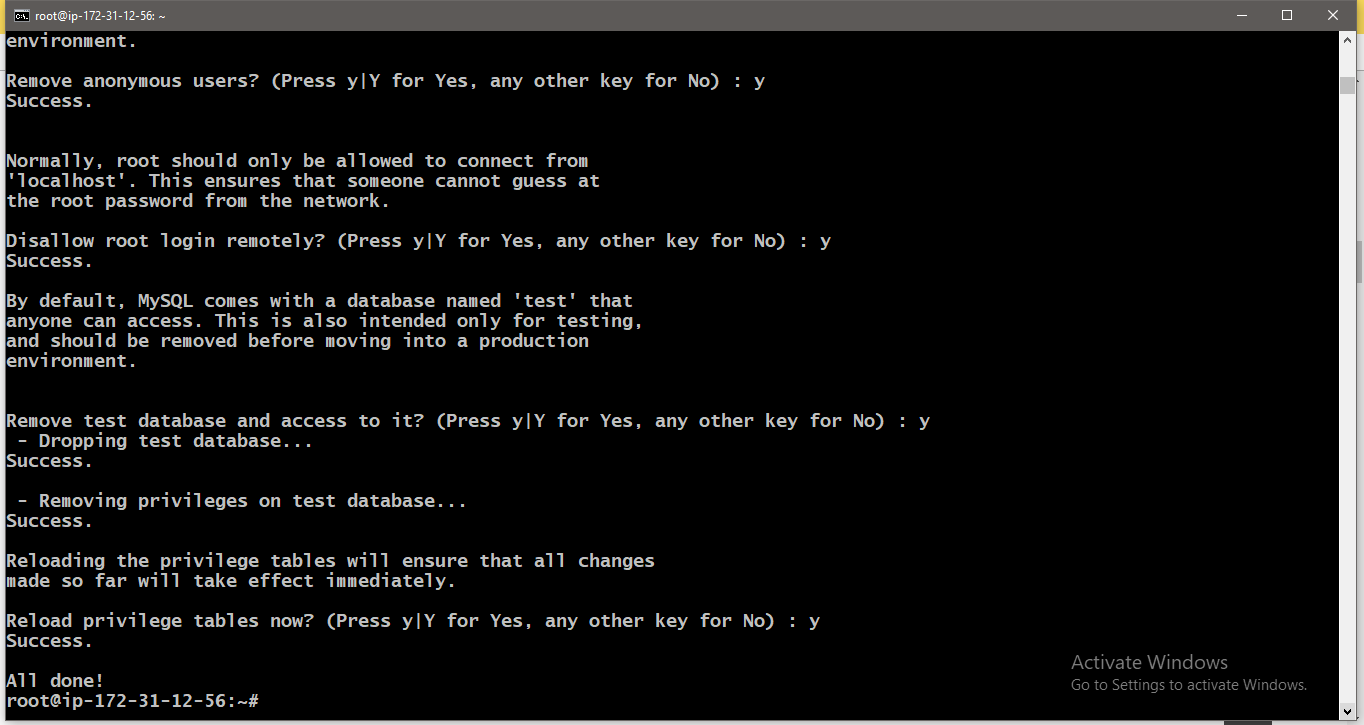 root@ip-172-31-12-56: ~
environment.
Remove anonymous users? (Press y|Y for Yes, any other key for No) : y
Success.
Normally, root should only be allowed to connect from
'localhost'. This ensures that someone cannot guess at
the root password from the network.
Disallow root login remotely? (Press y|Y for Yes, any other key for No) : y
Success.
By default, MySQL comes with a database named 'test' that
anyone can access. This is also intended only for testing,
and should be removed before moving into a production
environment.
Remove test database and access to it? (Press y|Y for Yes, any other key for No) : y
 - Dropping test database...
Success.
 - Removing privileges on test database...
Success.
Reloading the privilege tables will ensure that all changes
made so far will take effect immediately.
Reload privilege tables now? (Press y|Y for Yes, any other key for No) : y
Success.
All done!
root@ip-172-31-12-56:~#
Activate Windows
Go to Settings to activate Windows.